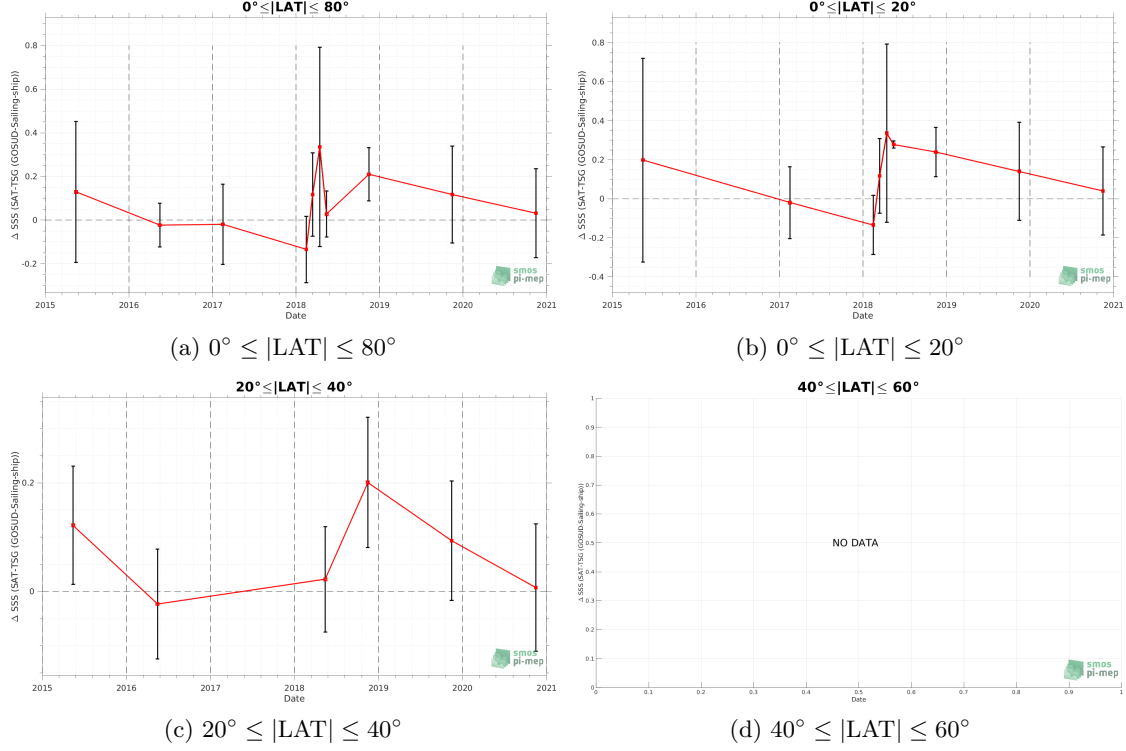 0°≤|LAT|≤ 80°
Δ SSS (SAT-TSG (GOSUD-Sailing-ship))
0.8
0.6
0.4
0.2
0
-0.2
2015 2016 2017 2018 2019 2020 2021
Date
smos
pi-mep
(a) 0° ≤ |LAT| ≤ 80°
0°≤|LAT|≤ 20°
Δ SSS (SAT-TSG (GOSUD-Sailing-ship))
0.8
0.6
0.4
0.2
0
-0.2
-0.4
2015 2016 2017 2018 2019 2020 2021
Date
smos
pi-mep
(b) 0° ≤ |LAT| ≤ 20°
20°≤|LAT|≤ 40°
Δ SSS (SAT-TSG (GOSUD-Sailing-ship))
0.2
0
2015 2016 2017 2018 2019 2020 2021
Date
smos
pi-mep
(c) 20° ≤ |LAT| ≤ 40°
40°≤|LAT|≤ 60°
Δ SSS (SAT-TSG (GOSUD-Sailing-ship))
1
0.9
0.8
0.7
0.6
0.5
0.4
0.3
0.2
0.1
0
NO DATA
0 0.1 0.2 0.3 0.4 0.5 0.6 0.7 0.8 0.9 1
Date
smos
pi-mep
(d) 40° ≤ |LAT| ≤ 60°